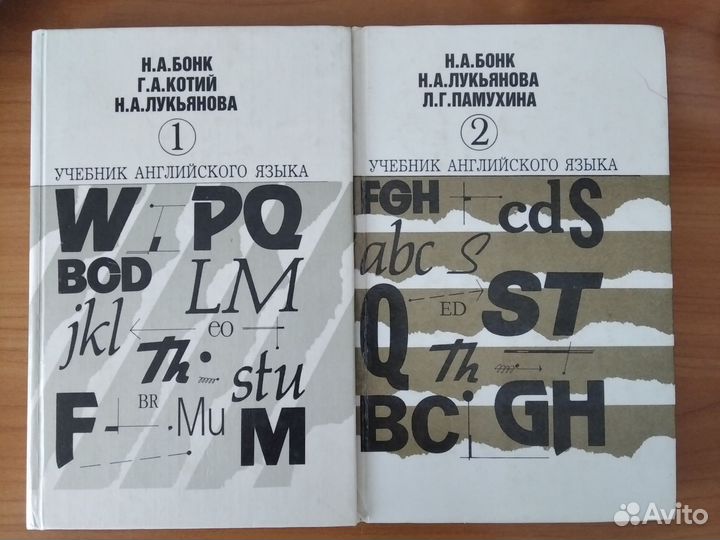 Н.А.БОНК
Г.А.КОТИЙ
Н.А.ЛУКЬЯНОВА
1
УЧЕБНИК АНГЛИЙСКОГО ЯЗЫКА
W PQ
BCD
LM
jkl
eo
Th
stu
BR
F Mu M
Н.А.БОНК
Н.А.ЛУКЬЯНОВА
Л.Г.ПАМУХИНА
2
УЧЕБНИК АНГЛИЙСКОГО ЯЗЫКА
FGH
cdS
abc S
Q ED ST
Th
BC GH
Avito